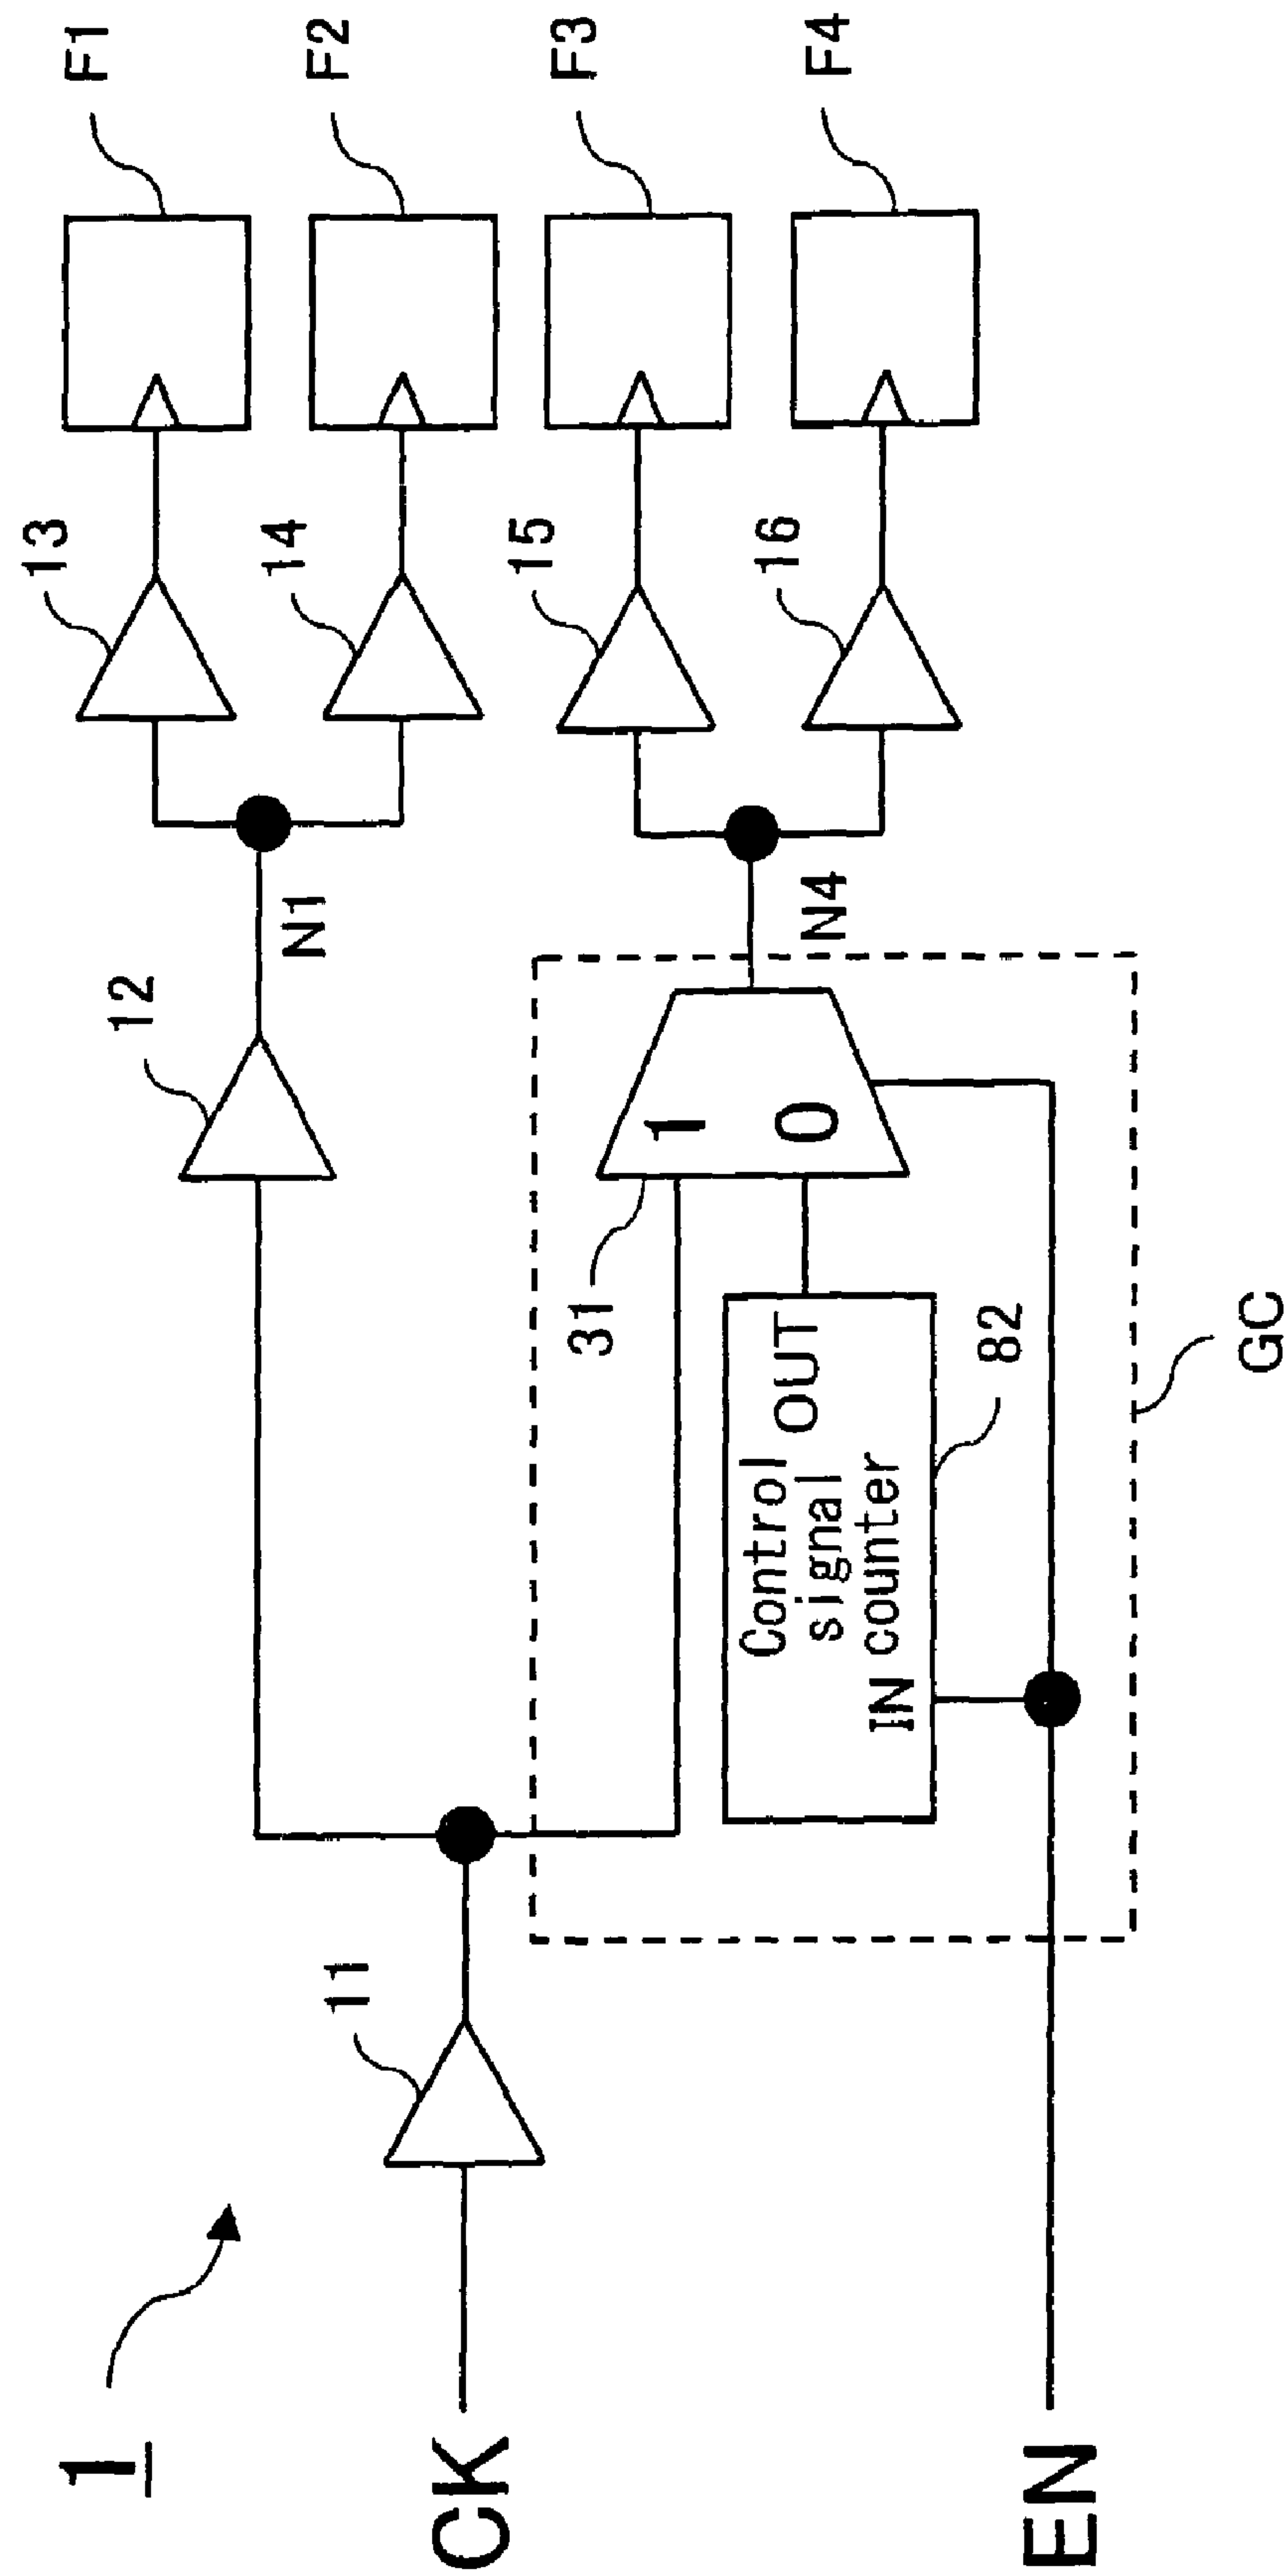 1
CK
EN
11
12
N1
13
14
F1
F2
31
1
0
Control
signal OUT
IN counter
82
GC
N4
15
16
F3
F4